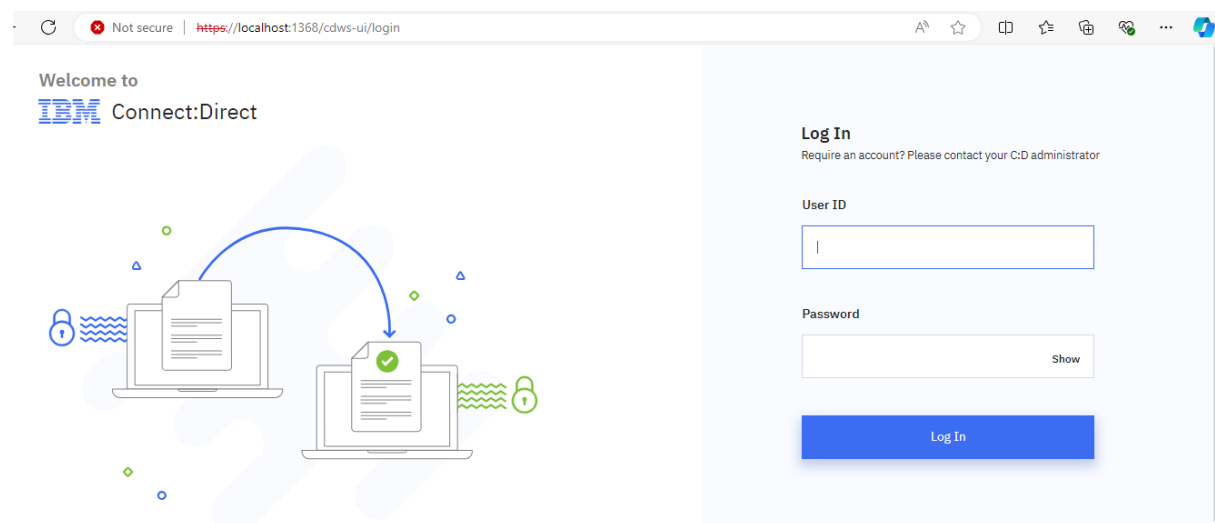 Not secure | https://localhost:1368/cdws-ui/login
Welcome to
IBM Connect:Direct
Log In
Require an account? Please contact your C:D administrator
User ID
Password
Show
Log In